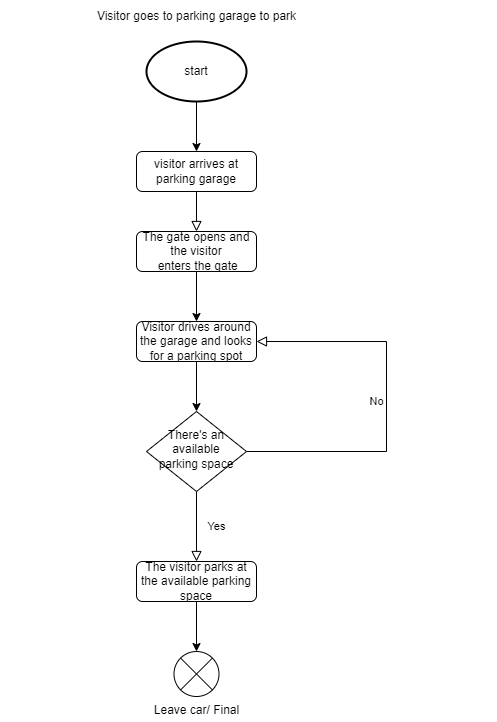 Visitor goes to parking garage to park
start
visitor arrives at
parking garage
The gate opens and
the visitor
enters the gate
Visitor drives around
the garage and looks
for a parking spot
No
There's an
available
parking space
Yes
The visitor parks at
the available parking
space
Leave car/ Final